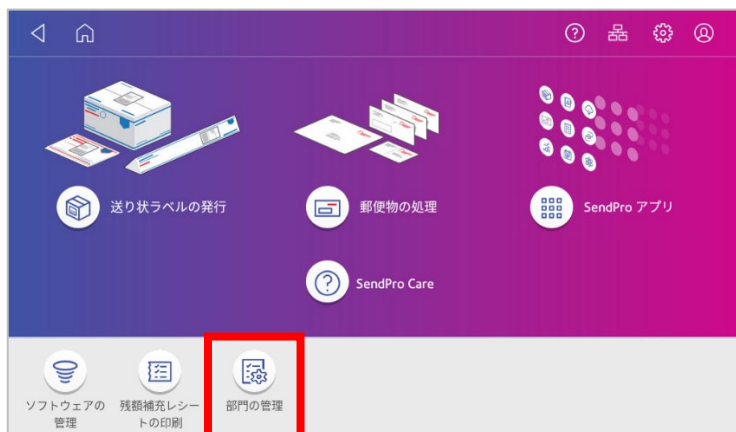 送り状ラベルの発行
郵便物の処理
SendPro アプリ
SendPro Care
ソフトウェアの
管理
残額補充レシー
トの印刷
部門の管理